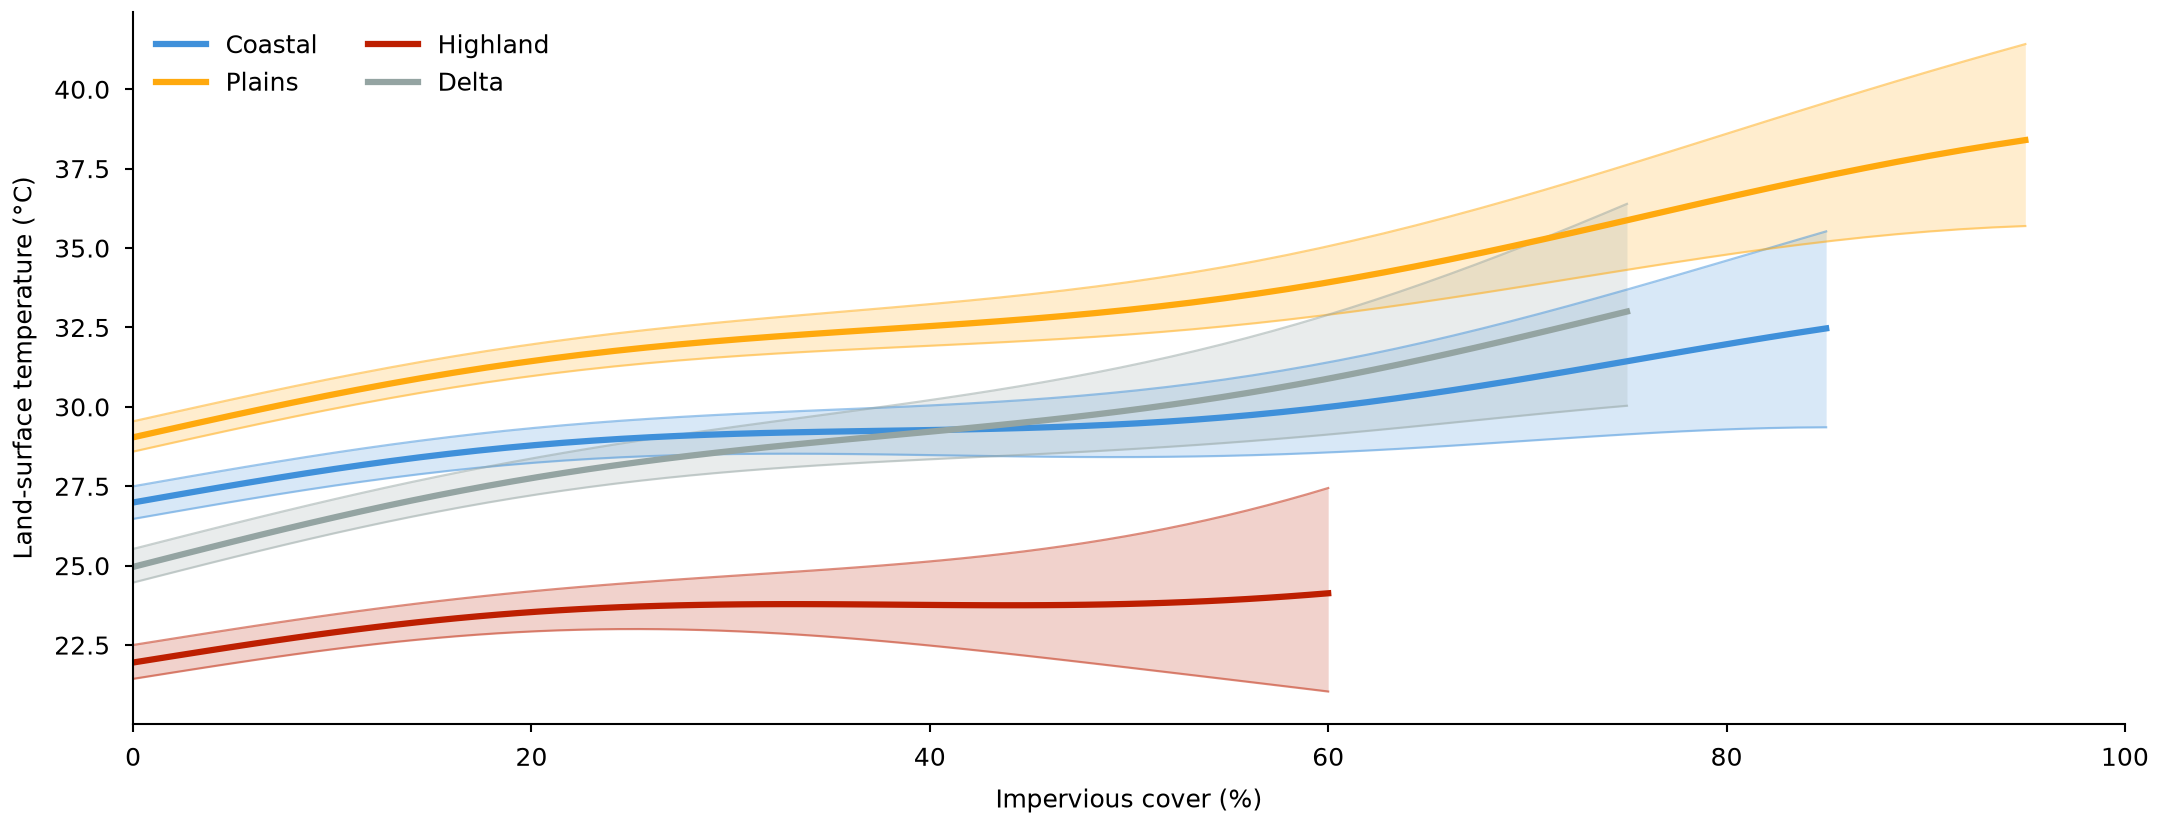 Coastal
Plains
Highland
Delta
Land-surface temperature (°C)
40.0
37.5
35.0
32.5
30.0
27.5
25.0
22.5
0 20 40 60 80 100
Impervious cover (%)